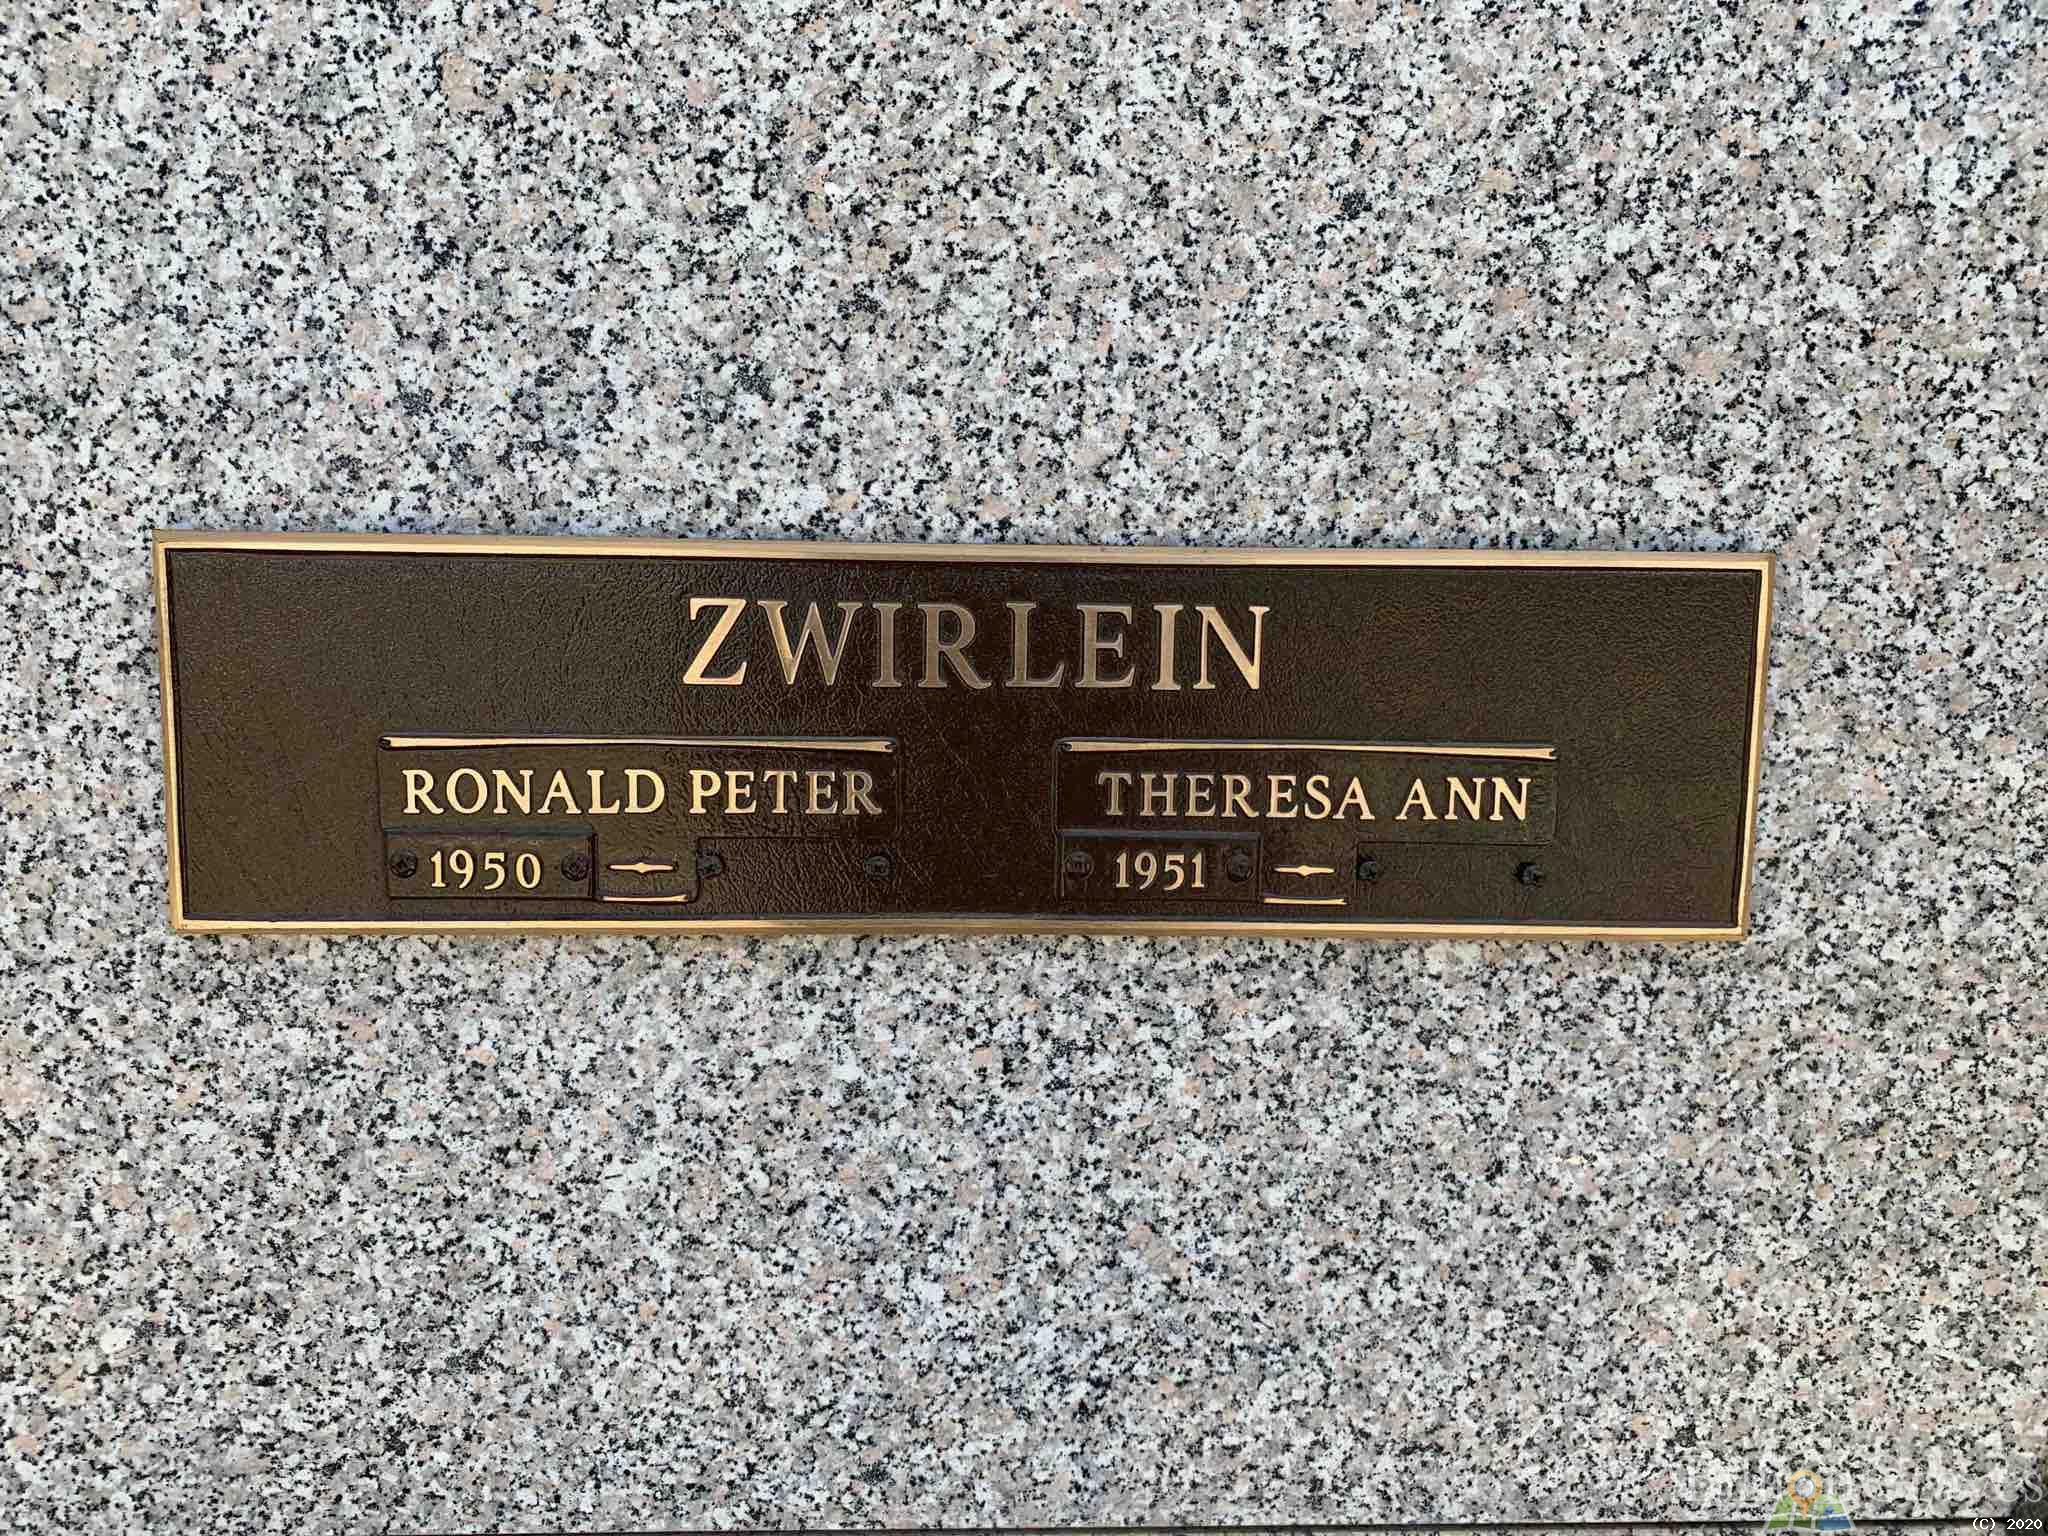 ZWIRLEIN
RONALD PETER
1950
THERESA ANN
1951
(C) 2020